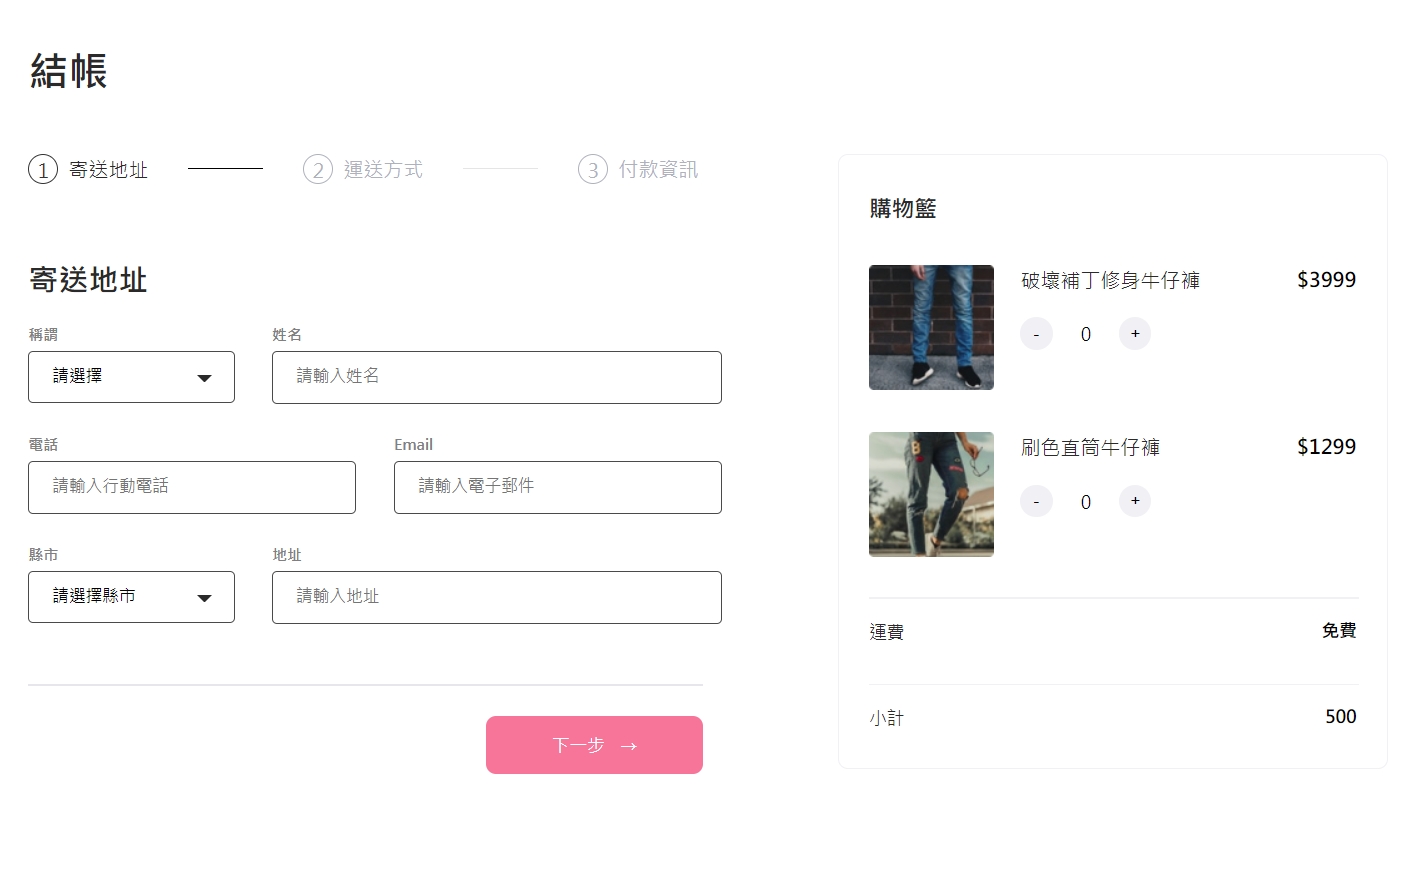 結帳
1 寄送地址
2 運送方式
3 付款資訊
寄送地址
稱謂
姓名
請選擇
請輸入姓名
電話
Email
請輸入行動電話
請輸入電子郵件
縣市
地址
請選擇縣市
請輸入地址
下一步 →
購物籃
破壞補丁修身牛仔褲 $3999
- 0 +
刷色直筒牛仔褲 $1299
- 0 +
運費 免費
小計 500